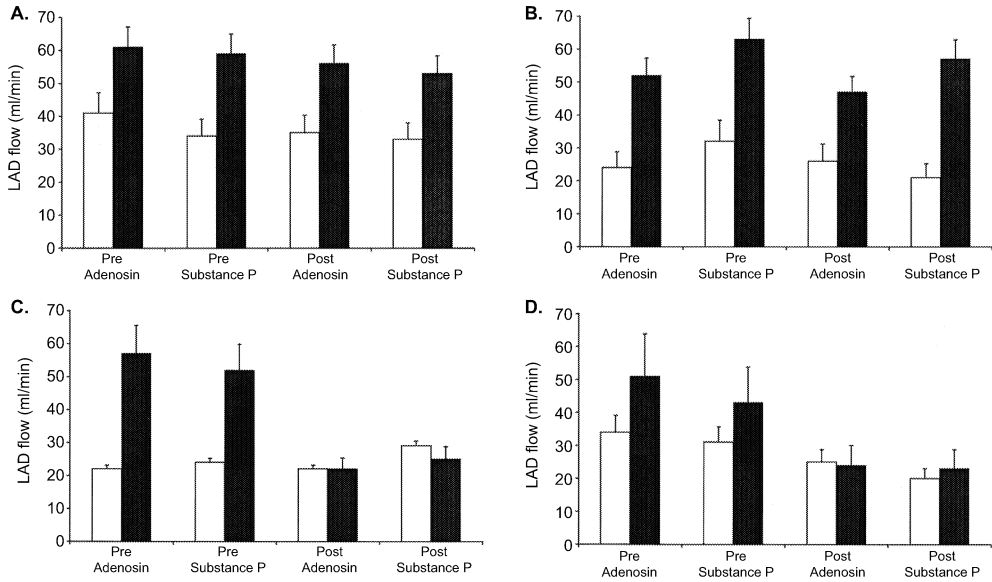 A.
LAD flow (ml/min)
70
60
50
40
30
20
10
0
Pre
Adenosin
Pre
Substance P
Post
Adenosin
Post
Substance P
B.
LAD flow (ml/min)
70
60
50
40
30
20
10
0
Pre
Adenosin
Pre
Substance P
Post
Adenosin
Post
Substance P
C.
LAD flow (ml/min)
70
60
50
40
30
20
10
0
Pre
Adenosin
Pre
Substance P
Post
Adenosin
Post
Substance P
D.
LAD flow (ml/min)
70
60
50
40
30
20
10
0
Pre
Adenosin
Pre
Substance P
Post
Adenosin
Post
Substance P